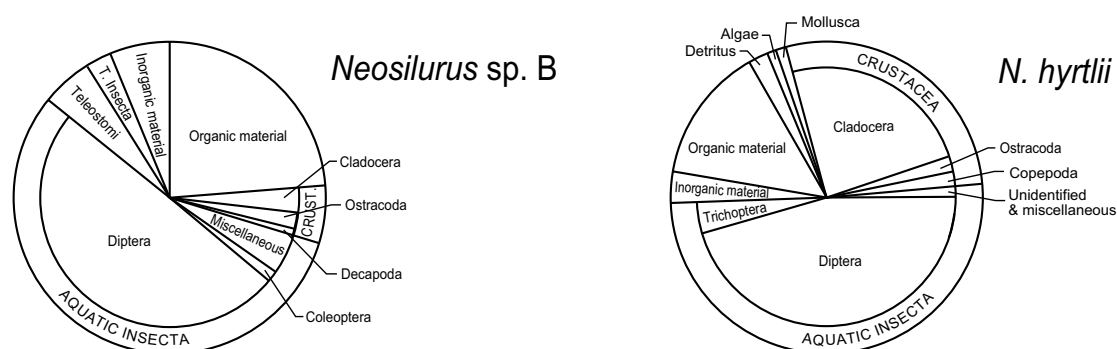 Neosilurus sp. B
T. Insecta
Inorganic material
Teleostomi
Organic material
Cladocera
CRUST.
Ostracoda
Miscellaneous
Decapoda
Diptera
Coleoptera
AQUATIC INSECTA
N. hyrtlii
Mollusca
Algae
Detritus
CRUSTACEA
Cladocera
Organic material
Ostracoda
Copepoda
Inorganic material
Unidentified
& miscellaneous
Trichoptera
Diptera
AQUATIC INSECTA